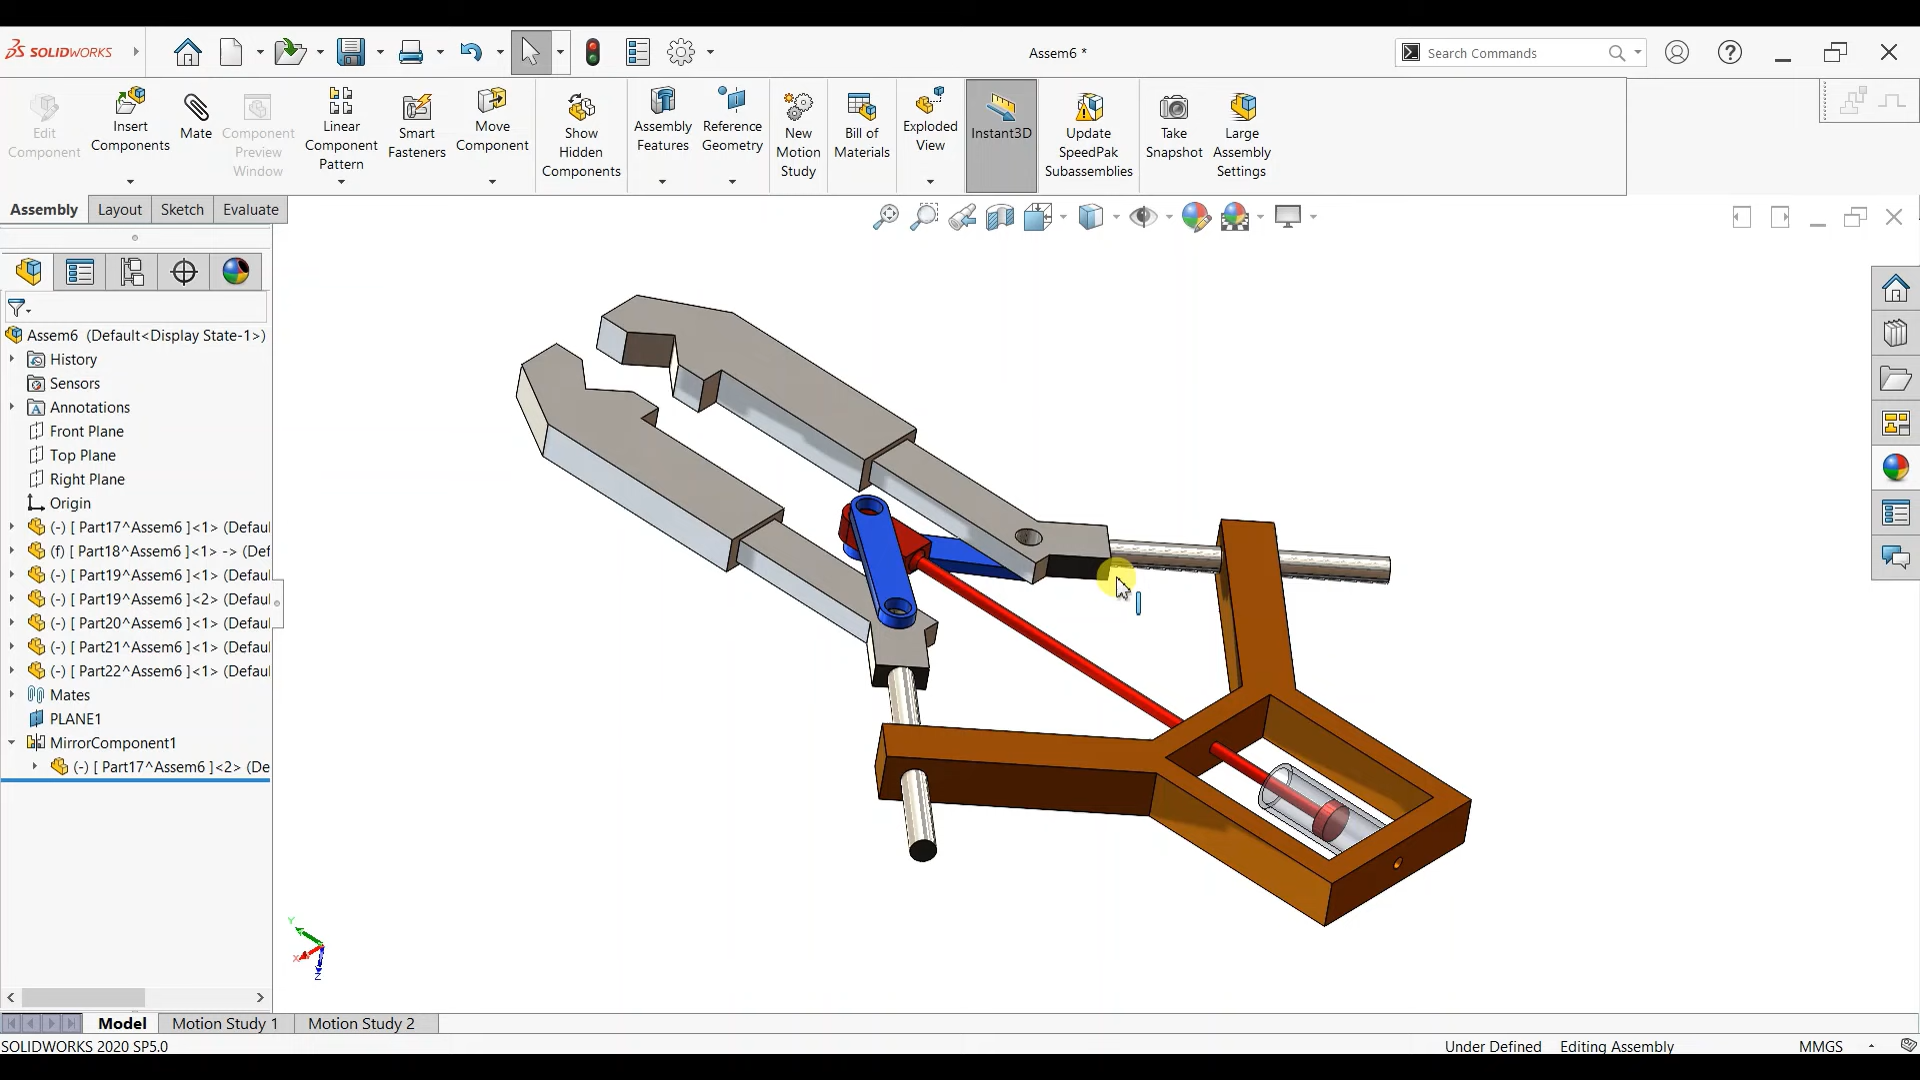 SOLIDWORKS
Assem6 *
Search Commands
Edit
Component
Insert
Components
Mate
Component
Preview
Window
Linear
Component
Pattern
Smart
Fasteners
Move
Component
Show
Hidden
Components
Assembly
Features
Reference
Geometry
New
Motion
Study
Bill of
Materials
Exploded
View
Instant3D
Update
SpeedPak
Subassemblies
Take
Snapshot
Large
Assembly
Settings
Assembly Layout Sketch Evaluate
Assem6 (Default<Display State-1>)
History
Sensors
Annotations
Front Plane
Top Plane
Right Plane
Origin
(-) [ Part17^Assem6 ]<1> (Defaul
(f) [ Part18^Assem6 ]<1> -> (Def
(-) [ Part19^Assem6 ]<1> (Defaul
(-) [ Part19^Assem6 ]<2> (Defaul
(-) [ Part20^Assem6 ]<1> (Defaul
(-) [ Part21^Assem6 ]<1> (Defaul
(-) [ Part22^Assem6 ]<1> (Defaul
Mates
PLANE1
MirrorComponent1
(-) [ Part17^Assem6 ]<2> (De
Y
X
Z
Model Motion Study 1 Motion Study 2
SOLIDWORKS 2020 SP5.0
Under Defined Editing Assembly MMGS